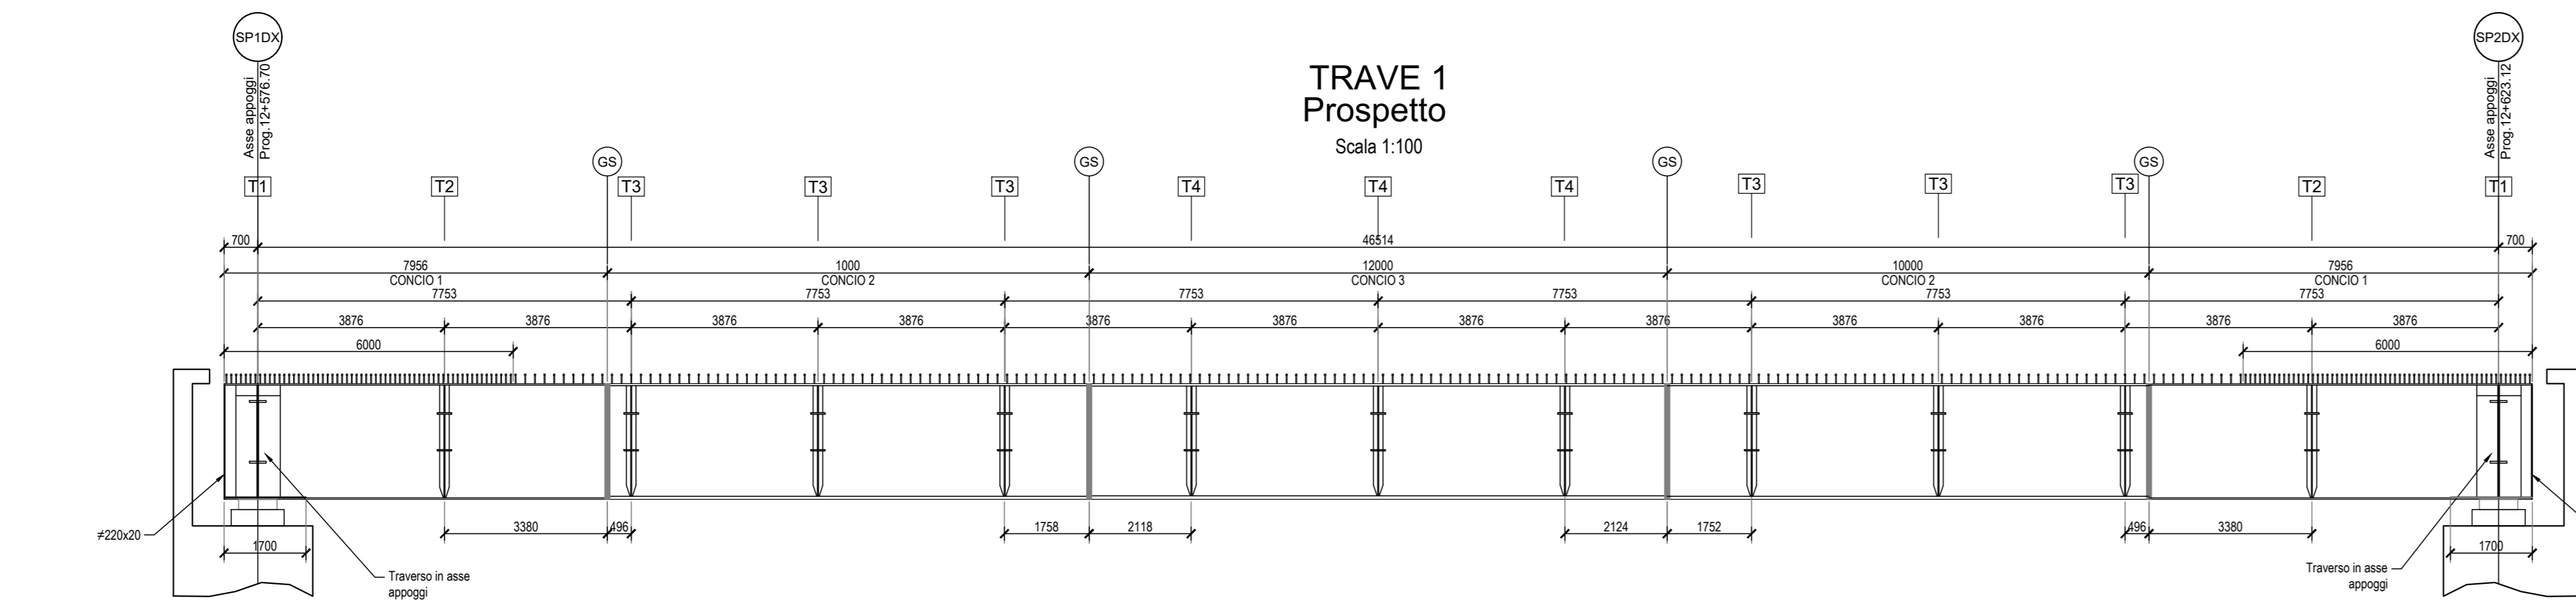 SP1DX
SP2DX
Asse appoggi
Prog.12+576.70
TRAVE 1
Prospetto
Scala 1:100
Asse appoggi
Prog.12+623.12
GS GS GS GS
T1 T2 T3 T3 T3 T4 T4 T4 T3 T3 T3 T2 T1
700 46514 700
7956 1000 12000 10000 7956
CONCIO 1 CONCIO 2 CONCIO 3 CONCIO 2 CONCIO 1
7753 7753 7753 7753 7753 7753
3876 3876 3876 3876 3876 3876 3876 3876 3876 3876 3876 3876
6000 6000
3380 496 1758 2118 2124 1752 496 3380
≠220x20
1700 1700
Traverso in asse
appoggi
Traverso in asse
appoggi